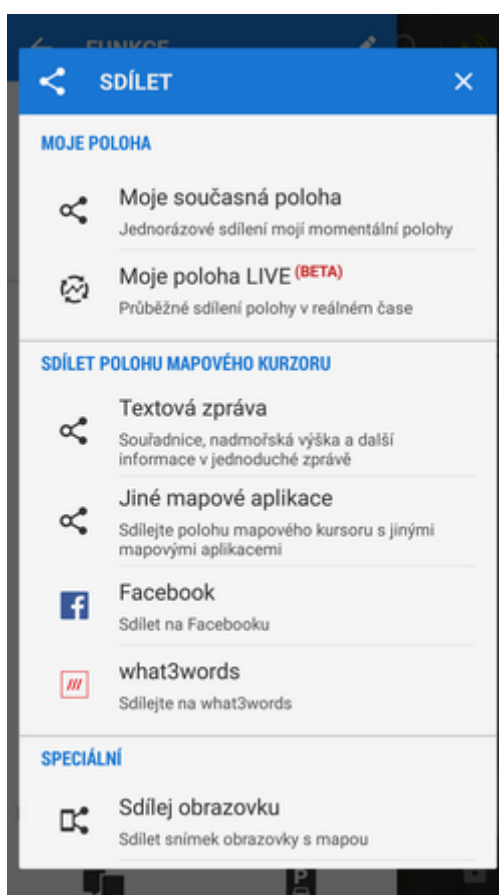 FUNKCE
SDÍLET
MOJE POLOHA
Moje současná poloha
Jednorázové sdílení mojí momentální polohy
Moje poloha LIVE (BETA)
Průběžné sdílení polohy v reálném čase
SDÍLET POLOHU MAPOVÉHO KURZORU
Textová zpráva
Souřadnice, nadmořská výška a další
informace v jednoduché zprávě
Jiné mapové aplikace
Sdílejte polohu mapového kursoru s jinými
mapovými aplikacemi
Facebook
Sdílet na Facebooku
what3words
Sdílejte na what3words
SPECIÁLNÍ
Sdílej obrazovku
Sdílet snímek obrazovky s mapou
P